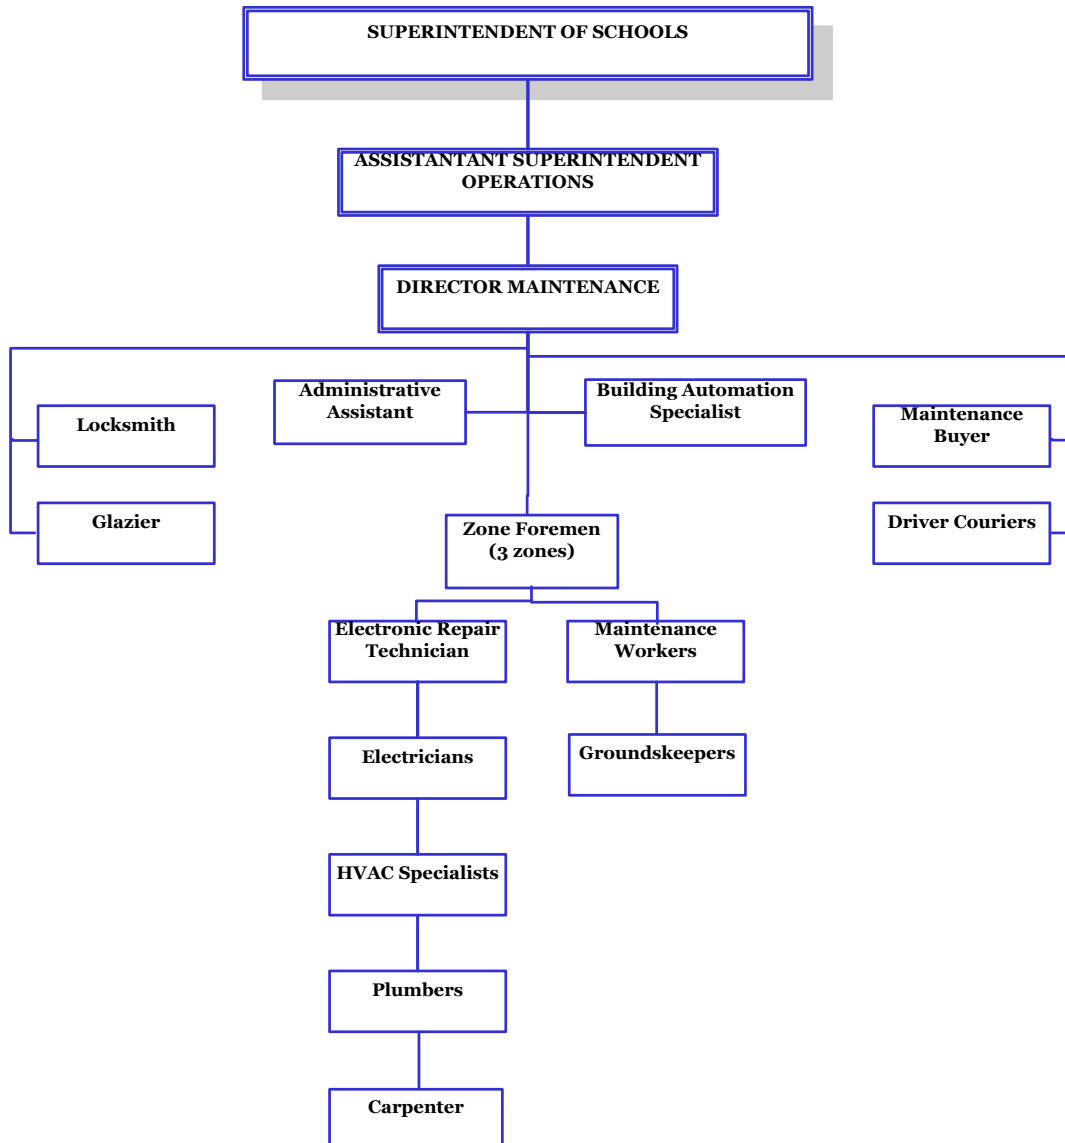 SUPERINTENDENT OF SCHOOLS
ASSISTANTANT SUPERINTENDENT
OPERATIONS
DIRECTOR MAINTENANCE
Administrative
Assistant
Building Automation
Specialist
Locksmith
Maintenance
Buyer
Glazier
Zone Foremen
(3 zones)
Driver Couriers
Electronic Repair
Technician
Maintenance
Workers
Electricians
Groundskeepers
HVAC Specialists
Plumbers
Carpenter